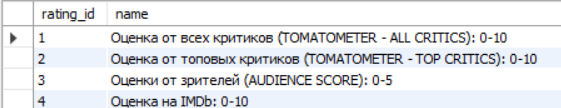 rating_id name
1 Оценка от всех критиков (TOMATOMETER - ALL CRITICS): 0-10
2 Оценка от топовых критиков (TOMATOMETER - TOP CRITICS): 0-10
3 Оценки от зрителей (AUDIENCE SCORE): 0-5
4 Оценка на IMDb: 0-10